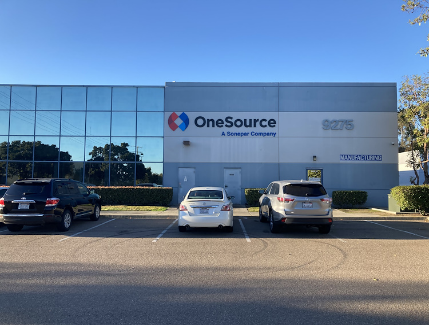 OneSource
A Sonepar Company
9275
MANUFACTURING